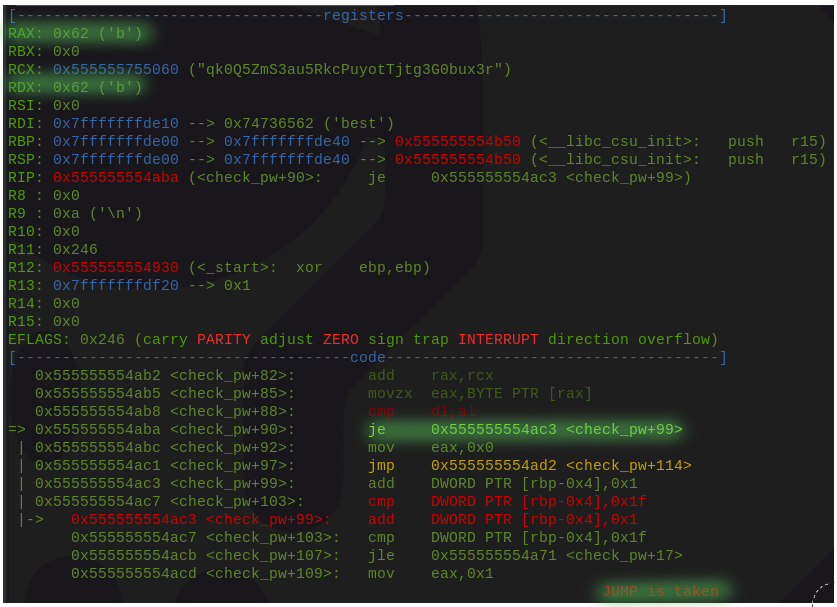 [----------------------------------registers-----------------------------------]
RAX: 0x62 ('b')
RBX: 0x0
RCX: 0x555555755060 ("qk0Q5ZmS3au5RkcPuyotTjtg3G0bux3r")
RDX: 0x62 ('b')
RSI: 0x0
RDI: 0x7fffffffde10 --> 0x74736562 ('best')
RBP: 0x7fffffffde00 --> 0x7fffffffde40 --> 0x555555554b50 (<__libc_csu_init>:   push   r15)
RSP: 0x7fffffffde00 --> 0x7fffffffde40 --> 0x555555554b50 (<__libc_csu_init>:   push   r15)
RIP: 0x555555554aba (<check_pw+90>:     je     0x555555554ac3 <check_pw+99>)
R8 : 0x0
R9 : 0xa ('\n')
R10: 0x0
R11: 0x246
R12: 0x555555554930 (<_start>:  xor    ebp,ebp)
R13: 0x7fffffffdf20 --> 0x1
R14: 0x0
R15: 0x0
EFLAGS: 0x246 (carry PARITY adjust ZERO sign trap INTERRUPT direction overflow)
[-------------------------------------code-------------------------------------]
   0x555555554ab2 <check_pw+82>:        add    rax,rcx
   0x555555554ab5 <check_pw+85>:        movzx  eax,BYTE PTR [rax]
   0x555555554ab8 <check_pw+88>:        cmp    dl,al
=> 0x555555554aba <check_pw+90>:        je     0x555555554ac3 <check_pw+99>
 | 0x555555554abc <check_pw+92>:        mov    eax,0x0
 | 0x555555554ac1 <check_pw+97>:        jmp    0x555555554ad2 <check_pw+114>
 | 0x555555554ac3 <check_pw+99>:        add    DWORD PTR [rbp-0x4],0x1
 | 0x555555554ac7 <check_pw+103>:       cmp    DWORD PTR [rbp-0x4],0x1f
 |->   0x555555554ac3 <check_pw+99>:    add    DWORD PTR [rbp-0x4],0x1
       0x555555554ac7 <check_pw+103>:   cmp    DWORD PTR [rbp-0x4],0x1f
       0x555555554acb <check_pw+107>:   jle    0x555555554a71 <check_pw+17>
       0x555555554acd <check_pw+109>:   mov    eax,0x1
                                                                  JUMP is taken